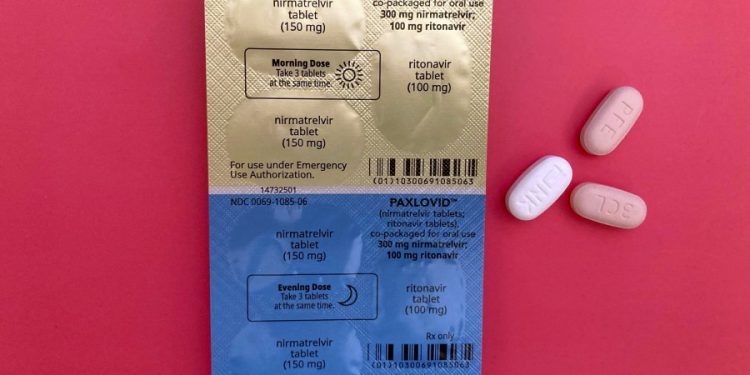 nirmatrelvir
tablet
(150 mg)
co-packaged for oral use
300 mg nirmatrelvir;
100 mg ritonavir
Morning Dose
Take 3 tablets
at the same time.
ritonavir
tablet
(100 mg)
nirmatrelvir
tablet
(150 mg)
For use under Emergency
Use Authorization.
(01)10300691085063
14732501
NDC 0069-1085-06
PAXLOVID™
(nirmatrelvir tablets;
ritonavir tablets),
co-packaged for oral use
300 mg nirmatrelvir;
100 mg ritonavir
nirmatrelvir
tablet
(150 mg)
Evening Dose
Take 3 tablets
at the same time.
ritonavir
tablet
(100 mg)
Rx only
nirmatrelvir
tablet
(150 mg)
(01)10300691085063
PFE
3CL